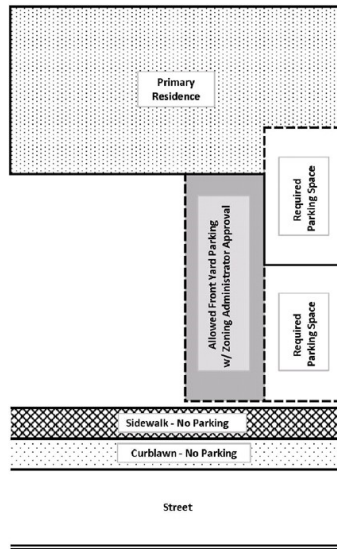 Primary
Residence
Required
Parking Space
Allowed Front Yard Parking
w/ Zoning Administrator Approval
Required
Parking Space
Sidewalk - No Parking
Curblawn - No Parking
Street